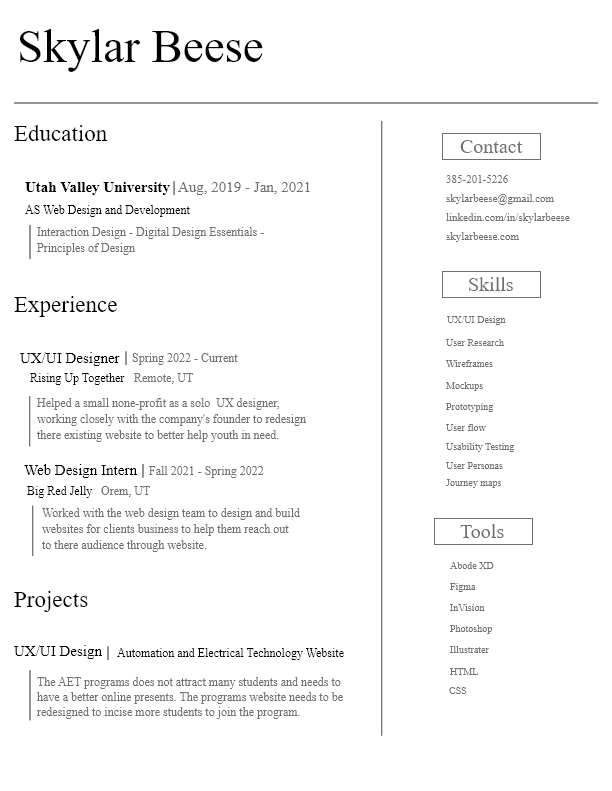 Skylar Beese
Education
Utah Valley University | Aug, 2019 - Jan, 2021
AS Web Design and Development
Interaction Design - Digital Design Essentials -
Principles of Design
Experience
UX/UI Designer | Spring 2022 - Current
Rising Up Together Remote, UT
Helped a small none-profit as a solo UX designer,
working closely with the company's founder to redesign
there existing website to better help youth in need.
Web Design Intern | Fall 2021 - Spring 2022
Big Red Jelly Orem, UT
Worked with the web design team to design and build
websites for clients business to help them reach out
to there audience through website.
Projects
UX/UI Design | Automation and Electrical Technology Website
The AET programs does not attract many students and needs to
have a better online presents. The programs website needs to be
redesigned to incise more students to join the program.
Contact
385-201-5226
skylarbeese@gmail.com
linkedin.com/in/skylarbeese
skylarbeese.com
Skills
UX/UI Design
User Research
Wireframes
Mockups
Prototyping
User flow
Usability Testing
User Personas
Journey maps
Tools
Abode XD
Figma
InVision
Photoshop
Illustrater
HTML
CSS